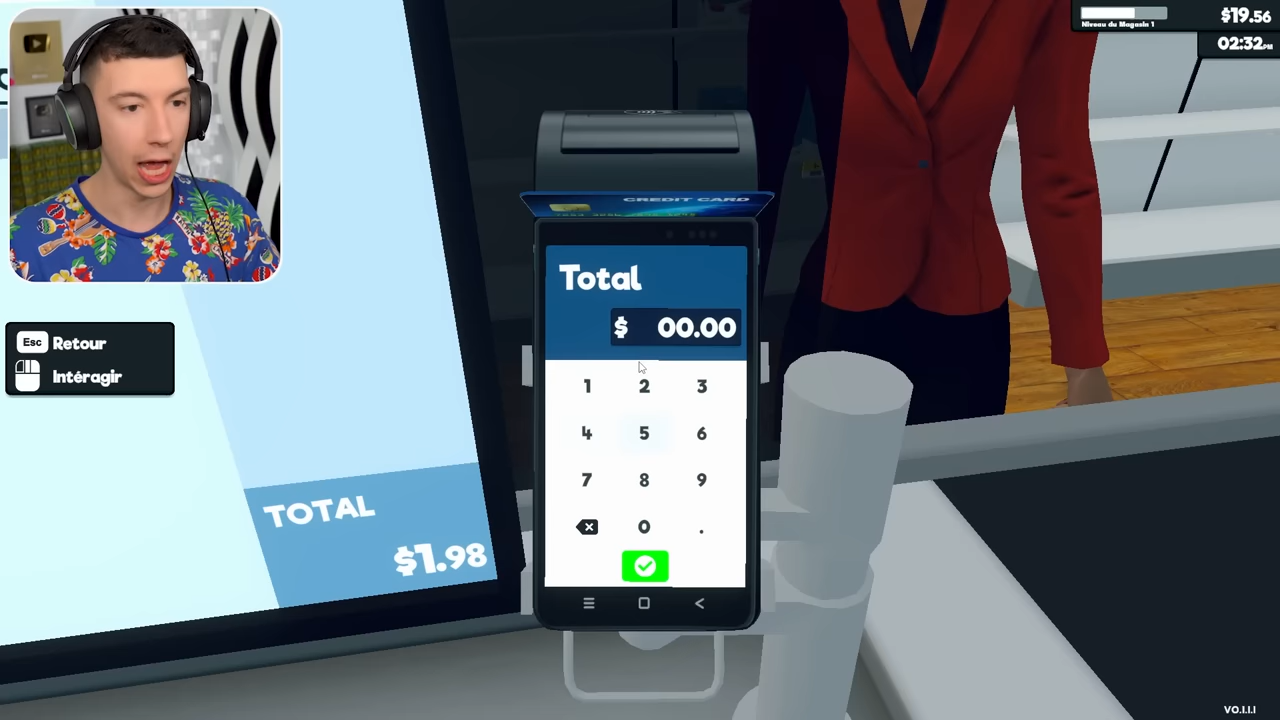 Niveau du Magasin 1
$19.56
02:32PM
CREDIT CARD
Total
$ 00.00
Esc Retour
Intéragir
1 2 3
4 5 6
7 8 9
0 .
TOTAL
$1.98
V0.1.1.1